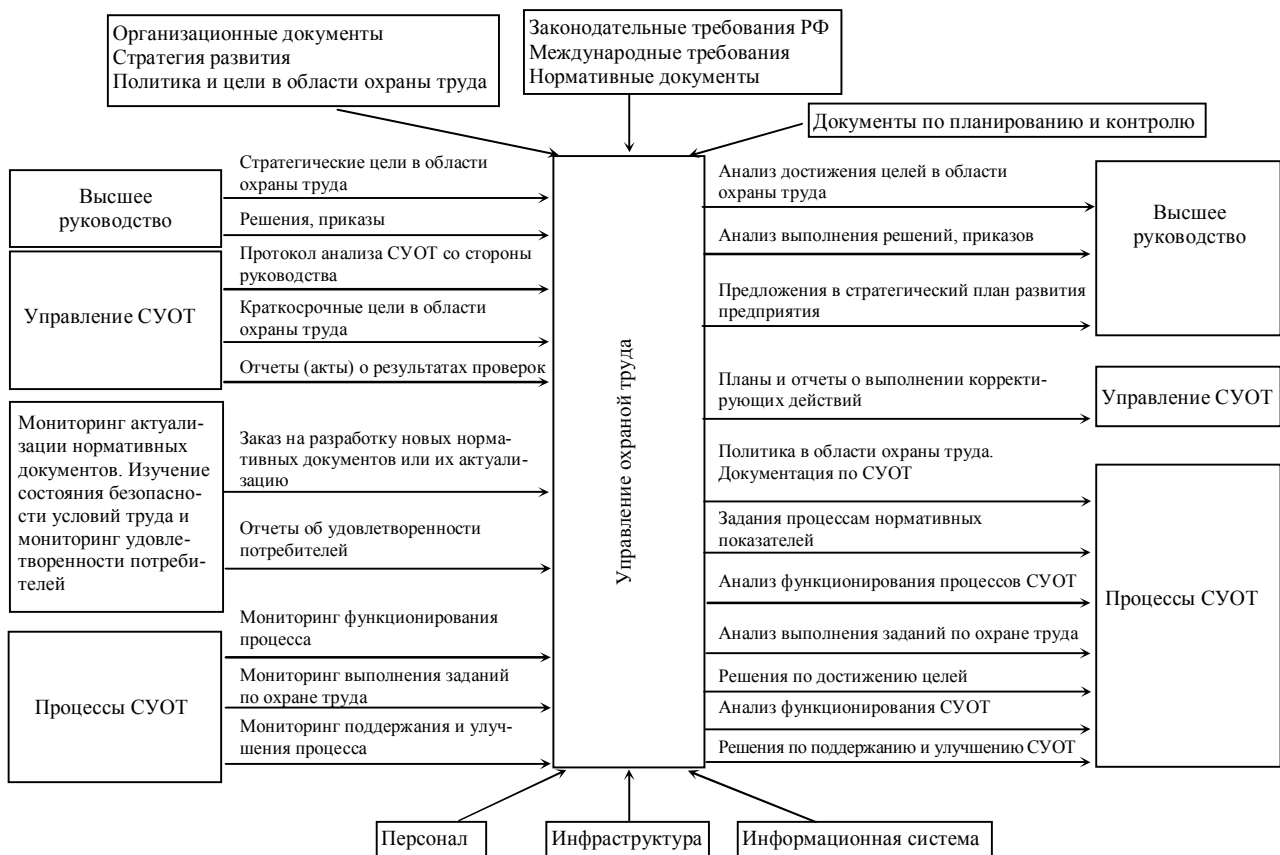 Организационные документы
Стратегия развития
Политика и цели в области охраны труда
Законодательные требования РФ
Международные требования
Нормативные документы
Документы по планированию и контролю
Высшее
руководство
Управление СУОТ
Мониторинг актуали-
зации нормативных
документов. Изучение
состояния безопасно-
сти условий труда и
мониторинг удовле-
творенности потреби-
телей
Процессы СУОТ
Стратегические цели в области
охраны труда
Решения, приказы
Протокол анализа СУОТ со стороны
руководства
Краткосрочные цели в области
охраны труда
Отчеты (акты) о результатах проверок
Заказ на разработку новых норма-
тивных документов или их актуали-
зацию
Отчеты об удовлетворенности
потребителей
Мониторинг функционирования
процесса
Мониторинг выполнения заданий
по охране труда
Мониторинг поддержания и улуч-
шения процесса
Управление охраной труда
Анализ достижения целей в области
охраны труда
Анализ выполнения решений, приказов
Предложения в стратегический план развития
предприятия
Планы и отчеты о выполнении корректи-
рующих действий
Политика в области охраны труда.
Документация по СУОТ
Задания процессам нормативных
показателей
Анализ функционирования процессов СУОТ
Анализ выполнения заданий по охране труда
Решения по достижению целей
Анализ функционирования СУОТ
Решения по поддержанию и улучшению СУОТ
Высшее
руководство
Управление СУОТ
Процессы СУОТ
Персонал
Инфраструктура
Информационная система